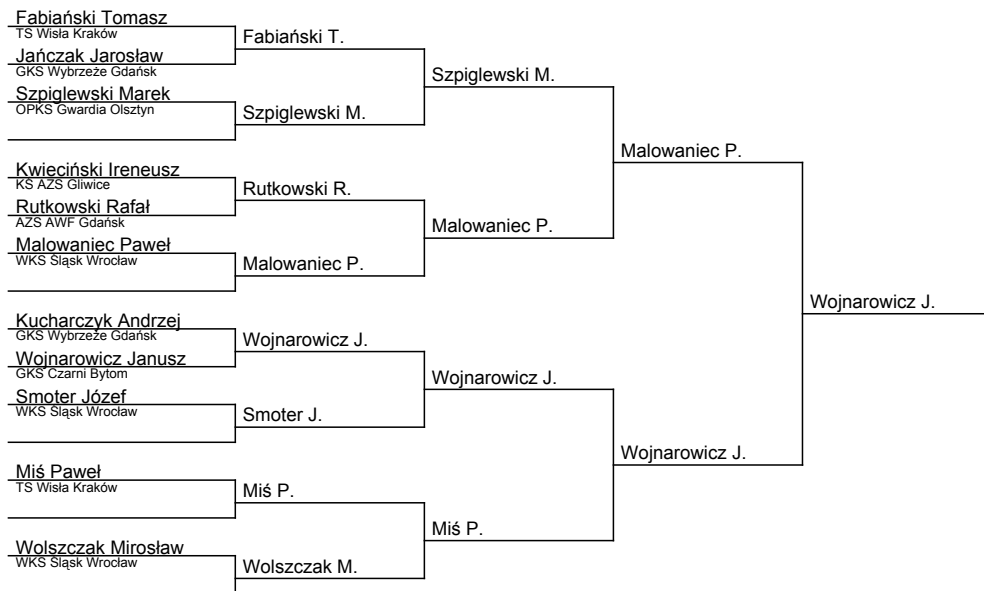 Fabiański Tomasz
TS Wisła Kraków
Fabiański T.
Jańczak Jarosław
GKS Wybrzeże Gdańsk
Szpiglewski M.
Szpiglewski Marek
OPKS Gwardia Olsztyn
Szpiglewski M.
Malowaniec P.
Kwieciński Ireneusz
KS AZS Gliwice
Rutkowski R.
Rutkowski Rafał
AZS AWF Gdańsk
Malowaniec P.
Malowaniec Paweł
WKS Śląsk Wrocław
Malowaniec P.
Wojnarowicz J.
Kucharczyk Andrzej
GKS Wybrzeże Gdańsk
Wojnarowicz J.
Wojnarowicz Janusz
GKS Czarni Bytom
Wojnarowicz J.
Smoter Józef
WKS Śląsk Wrocław
Smoter J.
Wojnarowicz J.
Miś Paweł
TS Wisła Kraków
Miś P.
Miś P.
Wolszczak Mirosław
WKS Śląsk Wrocław
Wolszczak M.